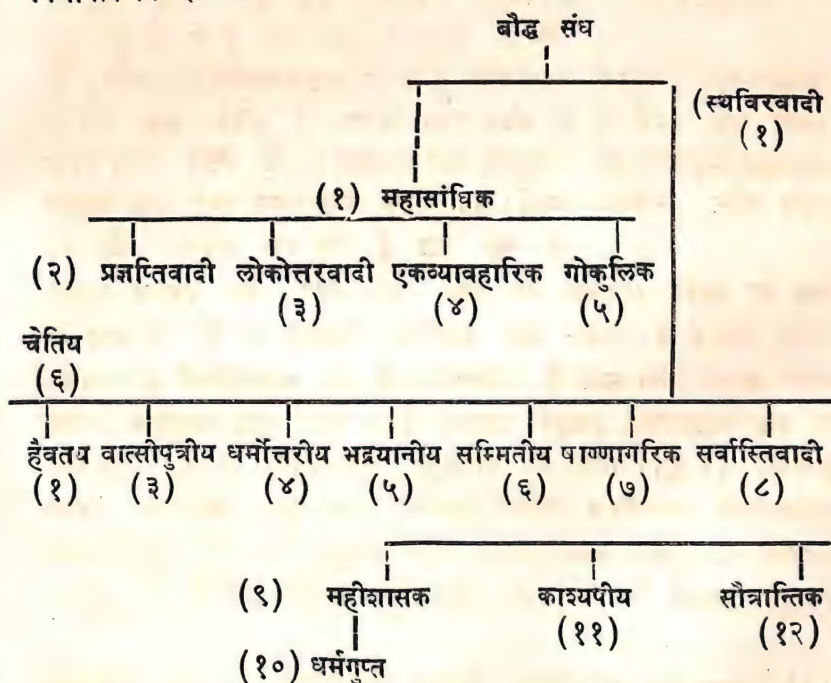 बौद्ध संघ
(स्थविरवादी
(१)
(१) महासांघिक
(२) प्रज्ञप्तिवादी लोकोत्तरवादी एकव्यावहारिक गोकुलिक
(३) (४) (५)
चेतिय
(६)
हैवतय वात्सीपुत्रीय धर्मोत्तरीय भद्रयानीय सम्मितीय षाण्णागरिक सर्वास्तिवादी
(१) (३) (४) (५) (६) (७) (८)
(९) महीशासक काश्यपीय सौत्रान्तिक
(११) (१२)
(१०) धर्मगुप्त